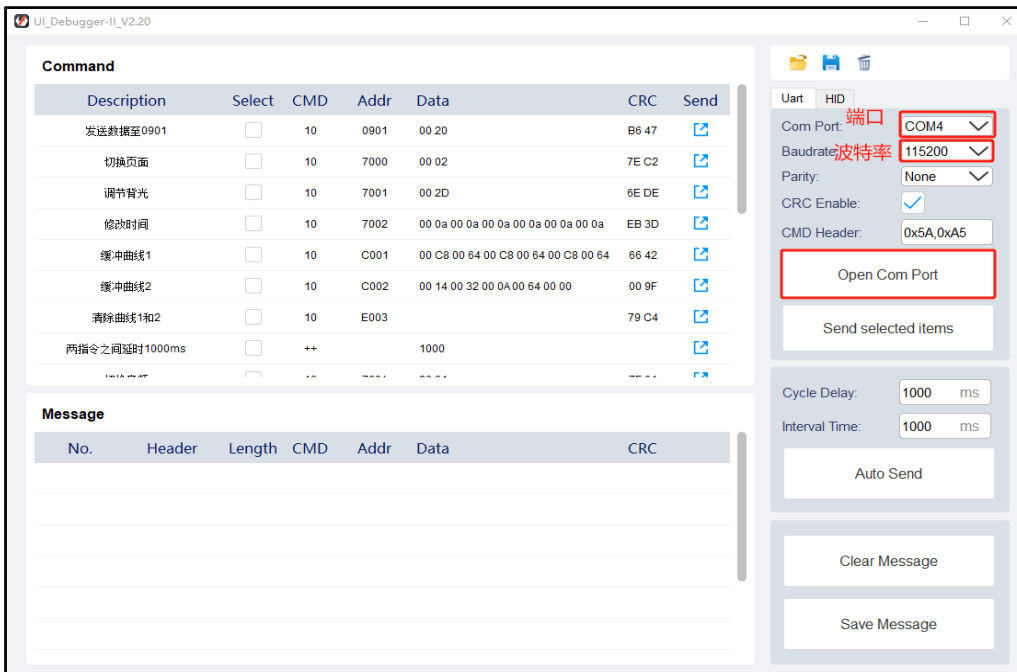 UI_Debugger-II_V2.20
Command
Description Select CMD Addr Data CRC Send
发送数据至0901 10 0901 00 20 B6 47
切换页面 10 7000 00 02 7E C2
调节背光 10 7001 00 2D 6E DE
修改时间 10 7002 00 0a 00 0a 00 0a 00 0a 00 0a 00 0a EB 3D
缓冲曲线1 10 C001 00 C8 00 64 00 C8 00 64 00 C8 00 64 66 42
缓冲曲线2 10 C002 00 14 00 32 00 0A 00 64 00 00 00 9F
清除曲线1和2 10 E003 79 C4
两指令之间延时1000ms ++ 1000
Message
No. Header Length CMD Addr Data CRC
Uart HID
Com Port: 端口 COM4
Baudrate: 波特率 115200
Parity: None
CRC Enable:
CMD Header: 0x5A,0xA5
Open Com Port
Send selected items
Cycle Delay: 1000 ms
Interval Time: 1000 ms
Auto Send
Clear Message
Save Message